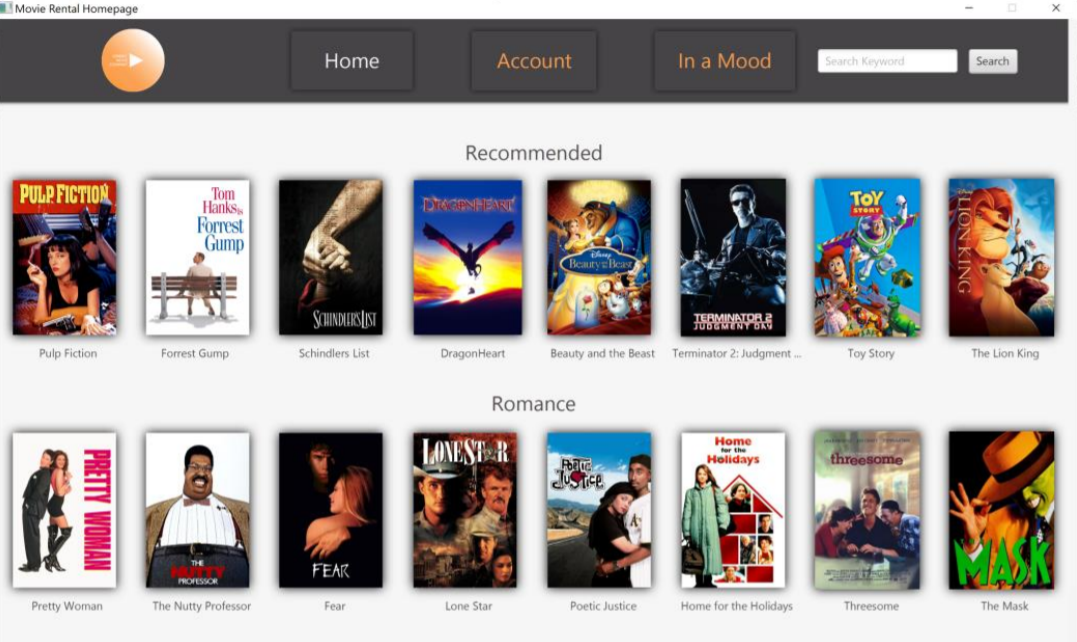 Movie Rental Homepage
Home
Account
In a Mood
Search Keyword
Search
Recommended
PULP FICTION
Tom
Hanks is
Forrest
Gump
SCHINDLER'S LIST
DRAGONHEART
Disney
Beauty and the Beast
TERMINATOR 2
JUDGMENT DAY
TOY
STORY
LION KING
Pulp Fiction
Forrest Gump
Schindlers List
DragonHeart
Beauty and the Beast
Terminator 2: Judgment ...
Toy Story
The Lion King
Romance
PRETTY WOMAN
THE
NUTTY
PROFESSOR
FEAR
LONE STAR
Poetic
Justice
Home
for the
Holidays
threesome
MASK
Pretty Woman
The Nutty Professor
Fear
Lone Star
Poetic Justice
Home for the Holidays
Threesome
The Mask